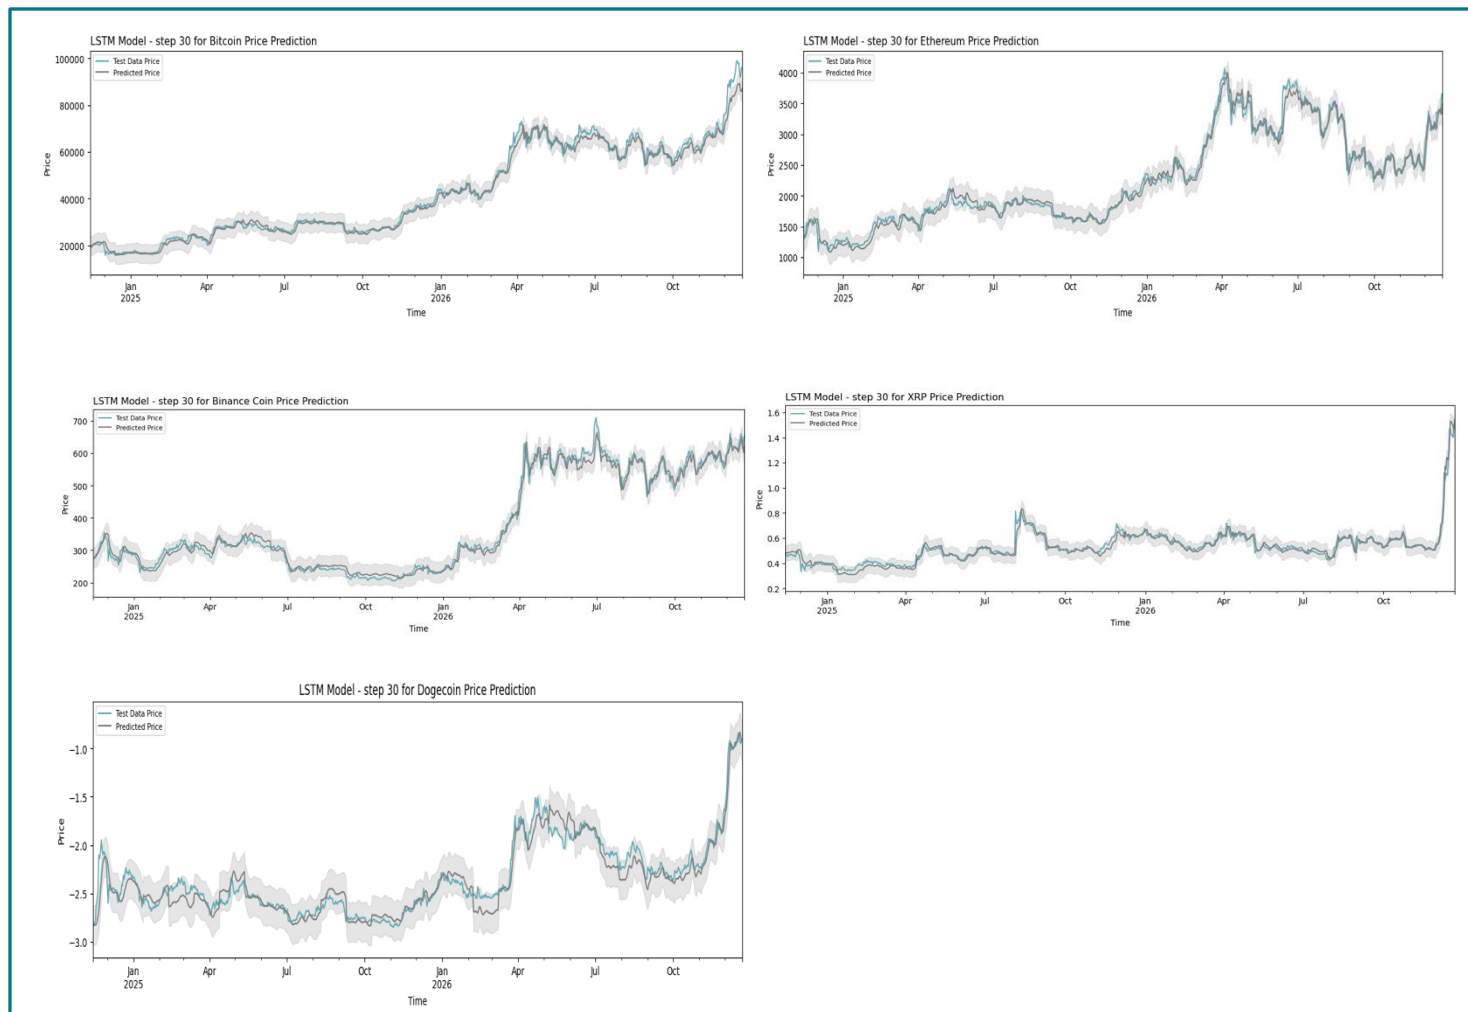 LSTM Model - step 30 for Bitcoin Price Prediction
Test Data Price
Predicted Price
100000
80000
60000
40000
20000
Price
Jan
2025
Apr
Jul
Oct
Jan
2026
Apr
Jul
Oct
Time
LSTM Model - step 30 for Ethereum Price Prediction
Test Data Price
Predicted Price
4000
3500
3000
2500
2000
1500
1000
Price
Jan
2025
Apr
Jul
Oct
Jan
2026
Apr
Jul
Oct
Time
LSTM Model - step 30 for Binance Coin Price Prediction
Test Data Price
Predicted Price
700
600
500
400
300
200
Price
Jan
2025
Apr
Jul
Oct
Jan
2026
Apr
Jul
Oct
Time
LSTM Model - step 30 for XRP Price Prediction
Test Data Price
Predicted Price
1.6
1.4
1.2
1.0
0.8
0.6
0.4
0.2
Price
Jan
2025
Apr
Jul
Oct
Jan
2026
Apr
Jul
Oct
Time
LSTM Model - step 30 for Dogecoin Price Prediction
Test Data Price
Predicted Price
−1.0
−1.5
−2.0
−2.5
−3.0
Price
Jan
2025
Apr
Jul
Oct
Jan
2026
Apr
Jul
Oct
Time